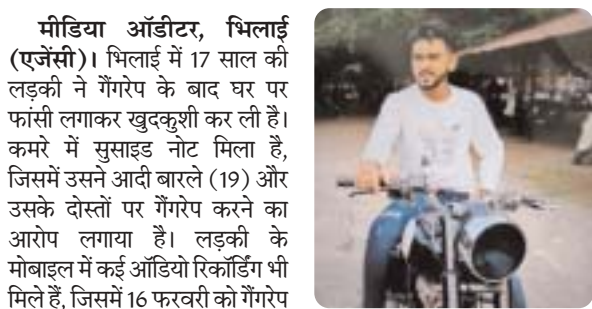 मीडिया ऑडीटर, भिलाई
(एजेंसी)। भिलाई में 17 साल की
लड़की ने गैंगरेप के बाद घर पर
फांसी लगाकर खुदकुशी कर ली है।
कमरे में सुसाइड नोट मिला है,
जिसमें उसने आदी बारले (19) और
उसके दोस्तों पर गैंगरेप करने का
आरोप लगाया है। लड़की के
मोबाइल में कई ऑडियो रिकॉर्डिंग भी
मिले हैं, जिसमें 16 फरवरी को गैंगरेप